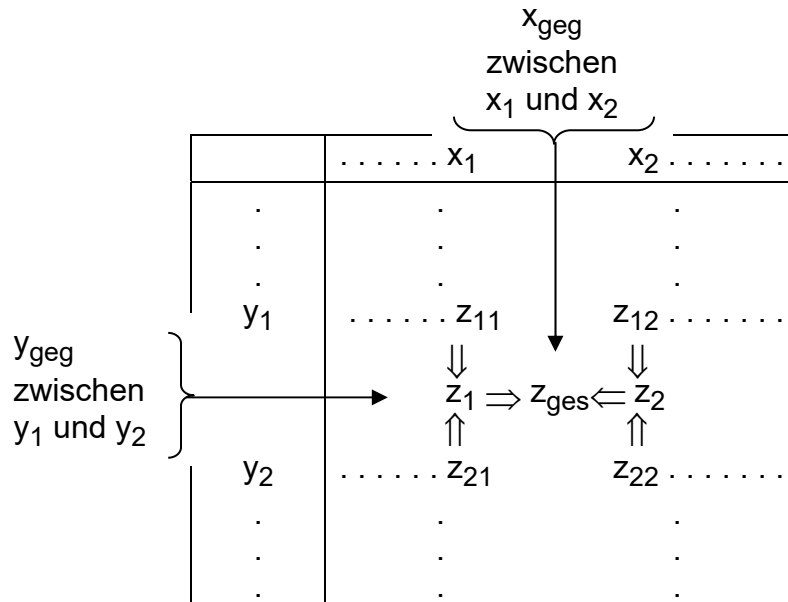 x_geg
zwischen
x_1 und x_2
. . . . . . x_1 x_2 . . . . . . .
. . .
. . .
. . .
y_1 . . . . . . z_11 z_12 . . . . . . .
y_geg
zwischen
y_1 und y_2
⇓ ⇓
z_1 ⇒ z_ges ⇐ z_2
⇑ ⇑
y_2 . . . . . . z_21 z_22 . . . . . . .
. . .
. . .
. . .